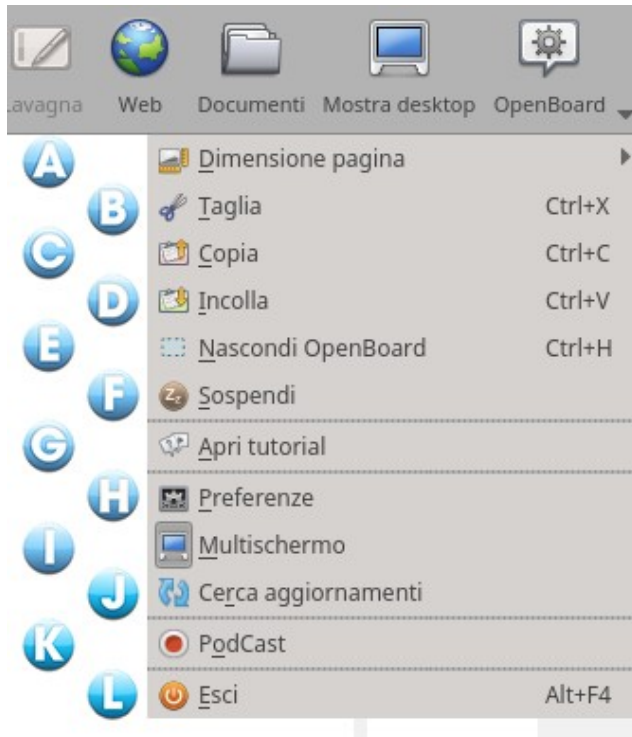 Lavagna Web Documenti Mostra desktop OpenBoard
A Dimensione pagina
B Taglia Ctrl+X
C Copia Ctrl+C
D Incolla Ctrl+V
E Nascondi OpenBoard Ctrl+H
F Sospendi
G Apri tutorial
H Preferenze
I Multischermo
J Cerca aggiornamenti
K PodCast
L Esci Alt+F4